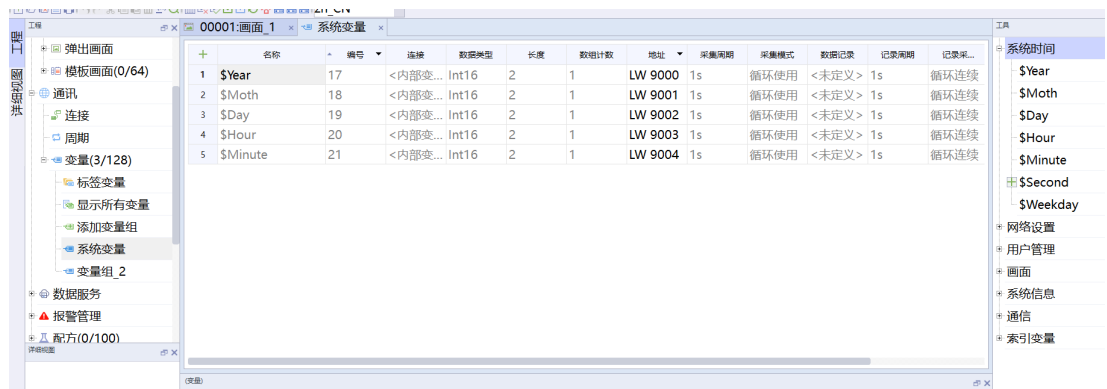 zh_CN
工程
工程
详细视图
弹出画面
模板画面(0/64)
通讯
连接
周期
变量(3/128)
标签变量
显示所有变量
添加变量组
系统变量
变量组_2
数据服务
报警管理
配方(0/100)
详细视图
00001:画面_1 × 系统变量 ×
+ 名称 编号 连接 数据类型 长度 数组计数 地址 采集周期 采集模式 数据记录 记录周期 记录采...
1 $Year 17 <内部变... Int16 2 1 LW 9000 1s 循环使用 <未定义> 1s 循环连续
2 $Moth 18 <内部变... Int16 2 1 LW 9001 1s 循环使用 <未定义> 1s 循环连续
3 $Day 19 <内部变... Int16 2 1 LW 9002 1s 循环使用 <未定义> 1s 循环连续
4 $Hour 20 <内部变... Int16 2 1 LW 9003 1s 循环使用 <未定义> 1s 循环连续
5 $Minute 21 <内部变... Int16 2 1 LW 9004 1s 循环使用 <未定义> 1s 循环连续
(变量)
工具
系统时间
$Year
$Moth
$Day
$Hour
$Minute
$Second
$Weekday
网络设置
用户管理
画面
系统信息
通信
索引变量